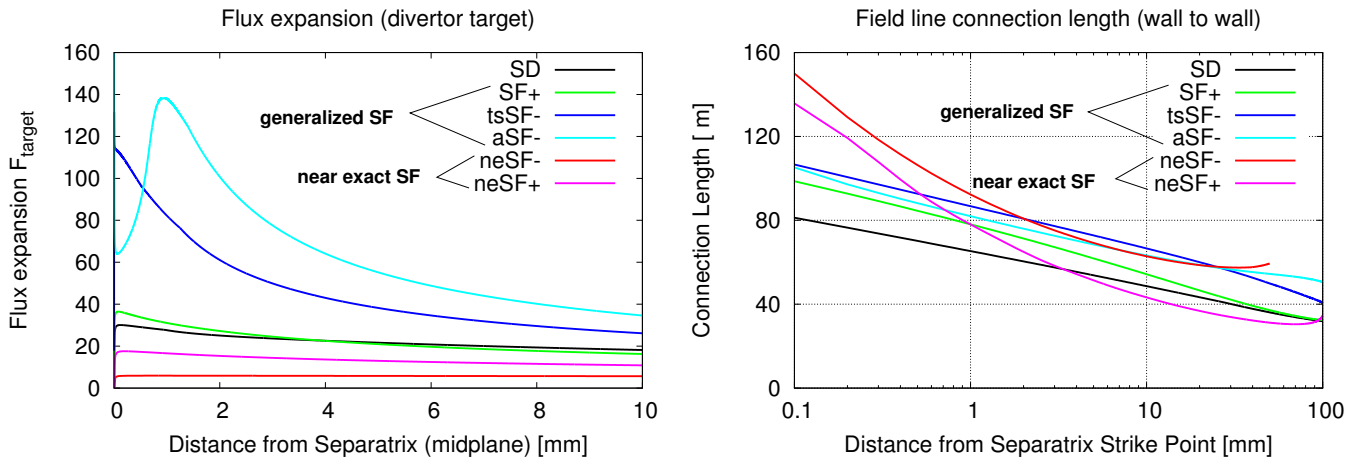 Flux expansion (divertor target)
160
140
120
100
80
60
40
20
0
Flux expansion F_target
0 2 4 6 8 10
Distance from Separatrix (midplane) [mm]
SD
SF+
generalized SF
tsSF-
aSF-
near exact SF
neSF-
neSF+
Field line connection length (wall to wall)
160
120
80
40
0
Connection Length [ m]
0.1 1 10 100
Distance from Separatrix Strike Point [mm]
SD
SF+
generalized SF
tsSF-
aSF-
near exact SF
neSF-
neSF+